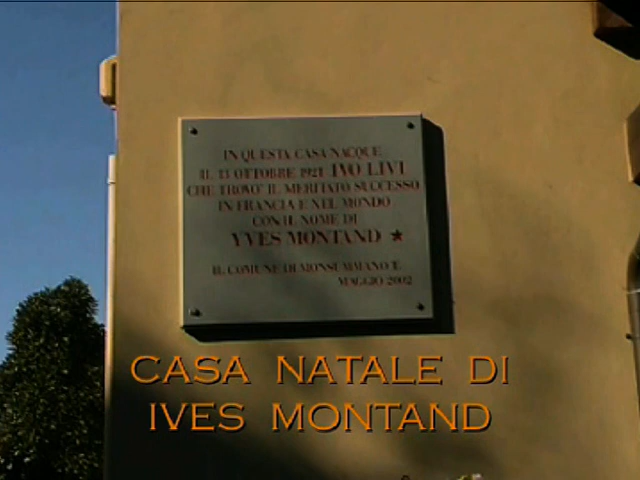 IN QUESTA CASA NACQUE
IL 13 OTTOBRE 1921 IVO LIVI
CHE TROVO' IL MERITATO SUCCESSO
IN FRANCIA E NEL MONDO
CON IL NOME DI
YVES MONTAND ★
IL COMUNE DI MONSUMMANO T.
MAGGIO 2002
CASA NATALE DI
IVES MONTAND